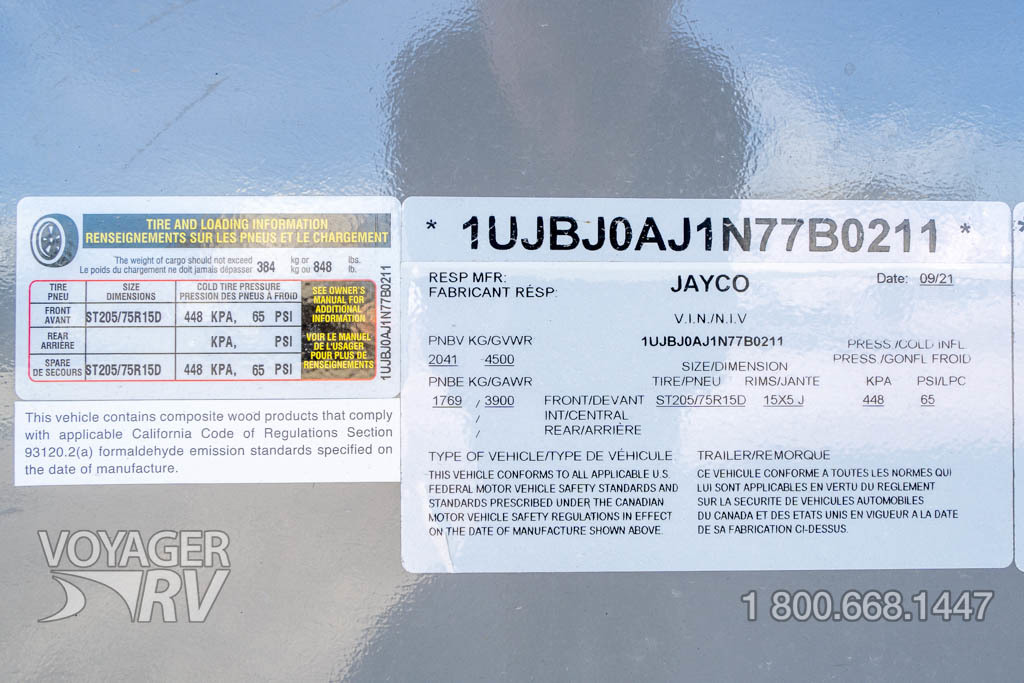 TIRE AND LOADING INFORMATION
RENSEIGNEMENTS SUR LES PNEUS ET LE CHARGEMENT
The weight of cargo should not exceed 384 kg or 848 lbs.
Le poids du chargement ne doit jamais dépasser kg ou lb.
TIRE SIZE COLD TIRE PRESSURE
PNEU DIMENSIONS PRESSION DES PNEUS À FROID
FRONT
AVANT ST205/75R15D 448 KPA, 65 PSI
REAR
ARRIÈRE KPA, PSI
SPARE
DE SECOURS ST205/75R15D 448 KPA, 65 PSI
SEE OWNER'S
MANUAL FOR
ADDITIONAL
INFORMATION
VOIR LE MANUEL
DE L'USAGER
POUR PLUS DE
RENSEIGNEMENTS
1UJBJ0AJ1N77B0211
This vehicle contains composite wood products that comply
with applicable California Code of Regulations Section
93120.2(a) formaldehyde emission standards specified on
the date of manufacture.
* 1UJBJ0AJ1N77B0211 *
RESP MFR: JAYCO Date: 09/21
FABRICANT RÉSP:
V.I.N./N.I.V
PNBV KG/GVWR 1UJBJ0AJ1N77B0211 PRESS./COLD INFL
2041 4500 SIZE/DIMENSION PRESS /GONFL FROID
PNBE KG/GAWR TIRE/PNEU RIMS/JANTE KPA PSI/LPC
1769 / 3900 FRONT/DEVANT ST205/75R15D 15X5 J 448 65
/ INT/CENTRAL
/ REAR/ARRIÈRE
TYPE OF VEHICLE/TYPE DE VÉHICULE: TRAILER/REMORQUE
THIS VEHICLE CONFORMS TO ALL APPLICABLE U.S.
FEDERAL MOTOR VEHICLE SAFETY STANDARDS AND
STANDARDS PRESCRIBED UNDER THE CANADIAN
MOTOR VEHICLE SAFETY REGULATIONS IN EFFECT
ON THE DATE OF MANUFACTURE SHOWN ABOVE.
CE VEHICULE CONFORME A TOUTES LES NORMES QUI
LUI SONT APPLICABLES EN VERTU DU REGLEMENT
SUR LA SECURITE DE VEHICULES AUTOMOBILES
DU CANADA ET DES ETATS UNIS EN VIGUEUR A LA DATE
DE SA FABRICATION CI-DESSUS.
VOYAGER
RV
1 800.668.1447